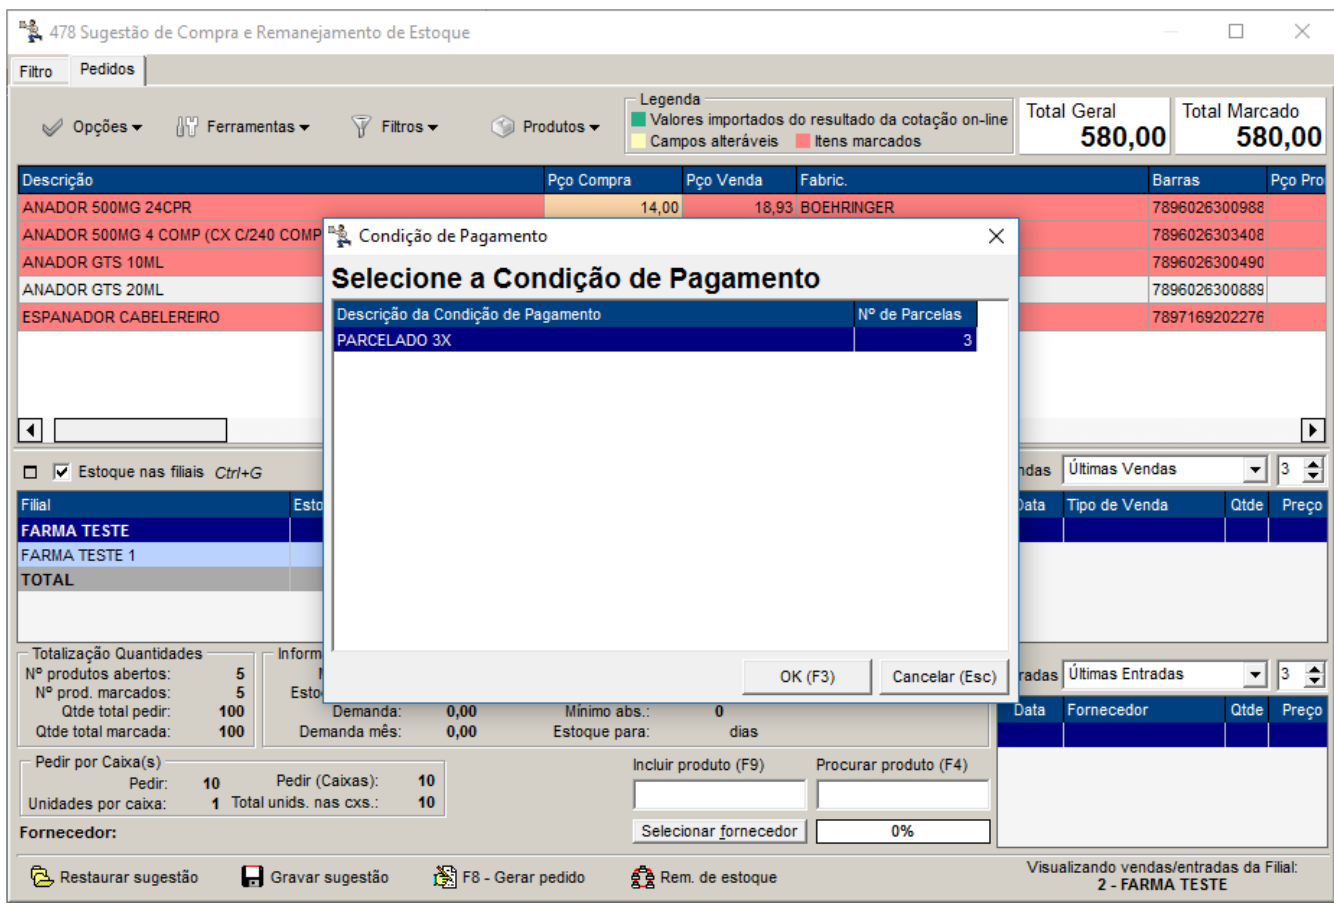 478 Sugestão de Compra e Remanejamento de Estoque
Filtro Pedidos
Opções Ferramentas Filtros Produtos
Legenda
Valores importados do resultado da cotação on-line
Campos alteráveis Itens marcados
Total Geral
580,00
Total Marcado
580,00
Descrição Pço Compra Pço Venda Fabric. Barras Pço Pro
ANADOR 500MG 24CPR 14,00 18,93 BOEHRINGER 7896026300988
ANADOR 500MG 4 COMP (CX C/240 COMP 7896026303408
ANADOR GTS 10ML 7896026300490
ANADOR GTS 20ML 7896026300889
ESPANADOR CABELEREIRO 7897169202276
Condição de Pagamento
Selecione a Condição de Pagamento
Descrição da Condição de Pagamento Nº de Parcelas
PARCELADO 3X 3
OK (F3) Cancelar (Esc)
Estoque nas filiais Ctrl+G
ndas Últimas Vendas 3
Filial Esto
Data Tipo de Venda Qtde Preço
FARMA TESTE
FARMA TESTE 1
TOTAL
Totalização Quantidades
Nº produtos abertos: 5
Nº prod. marcados: 5
Qtde total pedir: 100
Qtde total marcada: 100
Inform
Esto
Demanda: 0,00 Mínimo abs.: 0
Demanda mês: 0,00 Estoque para: dias
radas Últimas Entradas 3
Data Fornecedor Qtde Preço
Pedir por Caixa(s)
Pedir: 10 Pedir (Caixas): 10
Unidades por caixa: 1 Total unids. nas cxs.: 10
Incluir produto (F9) Procurar produto (F4)
Fornecedor:
Selecionar fornecedor 0%
Restaurar sugestão Gravar sugestão F8 - Gerar pedido Rem. de estoque
Visualizando vendas/entradas da Filial:
2 - FARMA TESTE